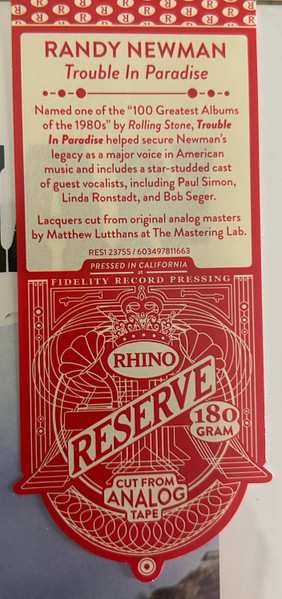 RANDY NEWMAN
Trouble In Paradise
Named one of the “100 Greatest Albums
of the 1980s” by Rolling Stone, Trouble
In Paradise helped secure Newman's
legacy as a major voice in American
music and includes a star-studded cast
of guest vocalists, including Paul Simon,
Linda Ronstadt, and Bob Seger.
Lacquers cut from original analog masters
by Matthew Lutthans at The Mastering Lab.
RES1 23755 / 603497811663
PRESSED IN CALIFORNIA
at
FIDELITY RECORD PRESSING
RHINO
RESERVE
180
GRAM
CUT FROM
ANALOG
TAPE